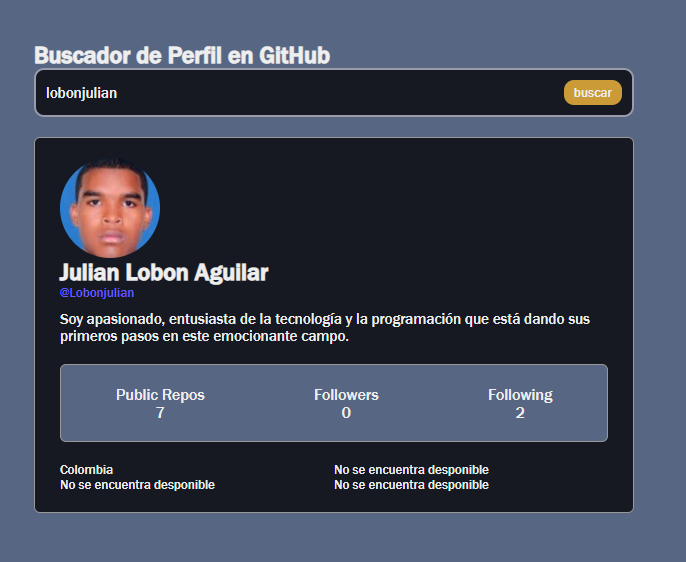 Buscador de Perfil en GitHub
lobonjulian
buscar
Julian Lobon Aguilar
@Lobonjulian
Soy apasionado, entusiasta de la tecnología y la programación que está dando sus
primeros pasos en este emocionante campo.
Public Repos Followers Following
7 0 2
Colombia No se encuentra desponible
No se encuentra desponible No se encuentra desponible